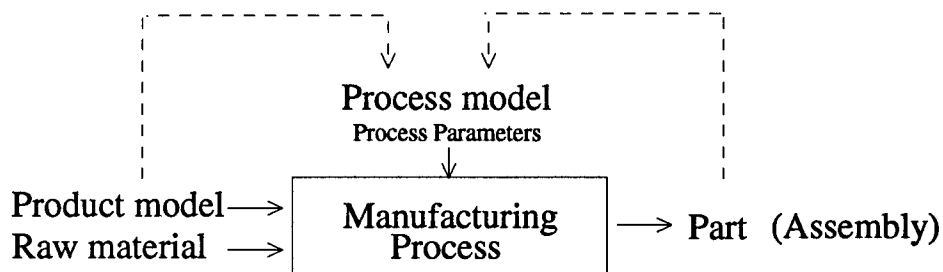 Process model
Process Parameters
Product model
Raw material
Manufacturing
Process
Part (Assembly)